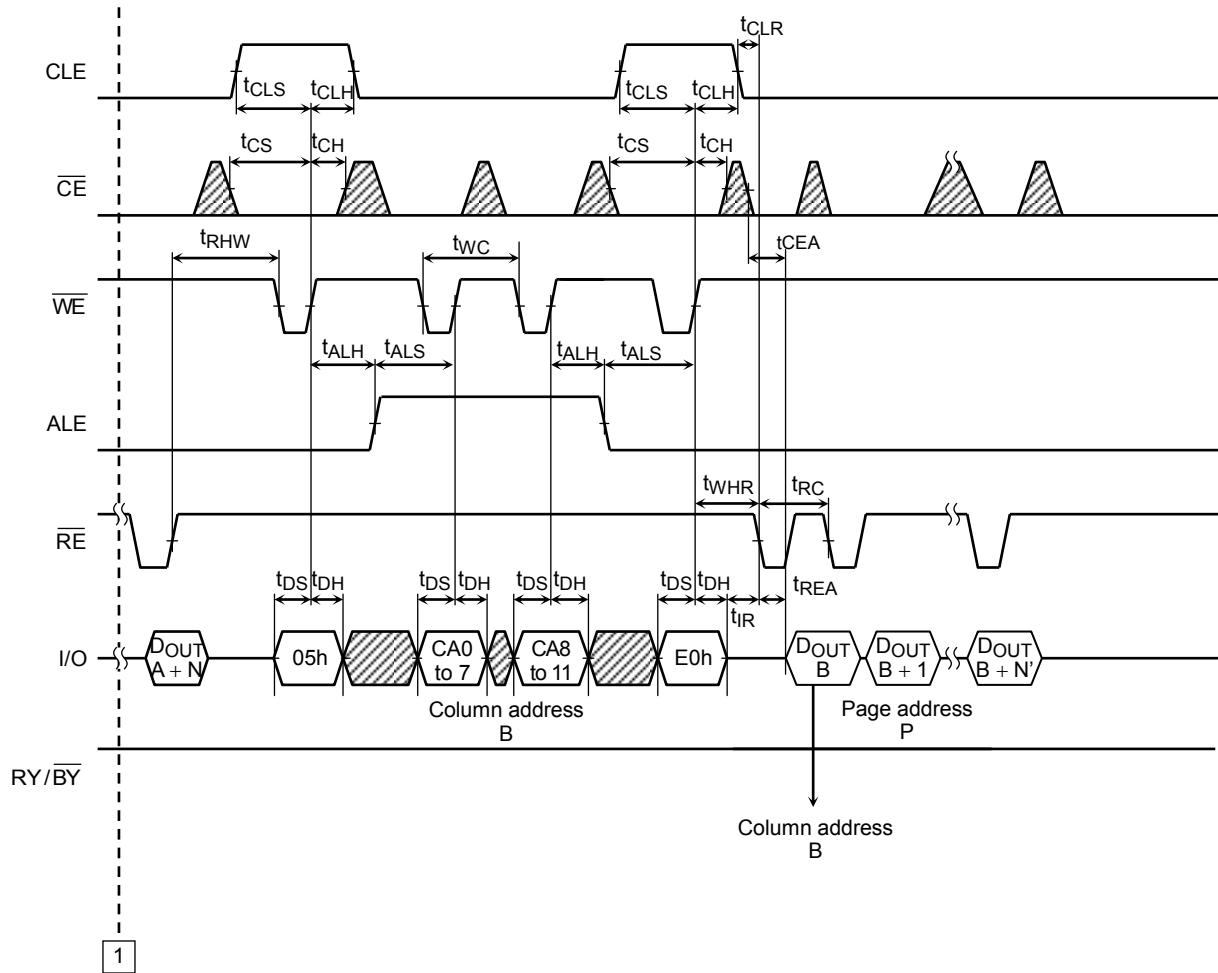 tCLR
CLE
tCLS tCLH tCLS tCLH
tCS tCH tCS tCH
CE
tRHW tWC tCEA
WE
tALH tALS tALH tALS
ALE
tWHR tRC
RE
tDS tDH tDS tDH tDS tDH tDS tDH tREA
tIR
I/O
DOUT
A + N
05h
CA0
to 7
CA8
to 11
E0h
DOUT
B
DOUT
B + 1
DOUT
B + N’
Column address
B
Page address
P
RY/BY
Column address
B
1